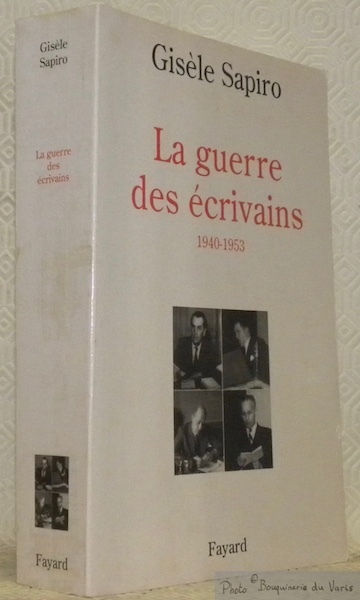 Gisèle
Sapiro
La guerre
des
écrivains
Fayard
Gisèle Sapiro
La guerre
des écrivains
1940-1953
Fayard
Photo © Bouquinerie du Varis